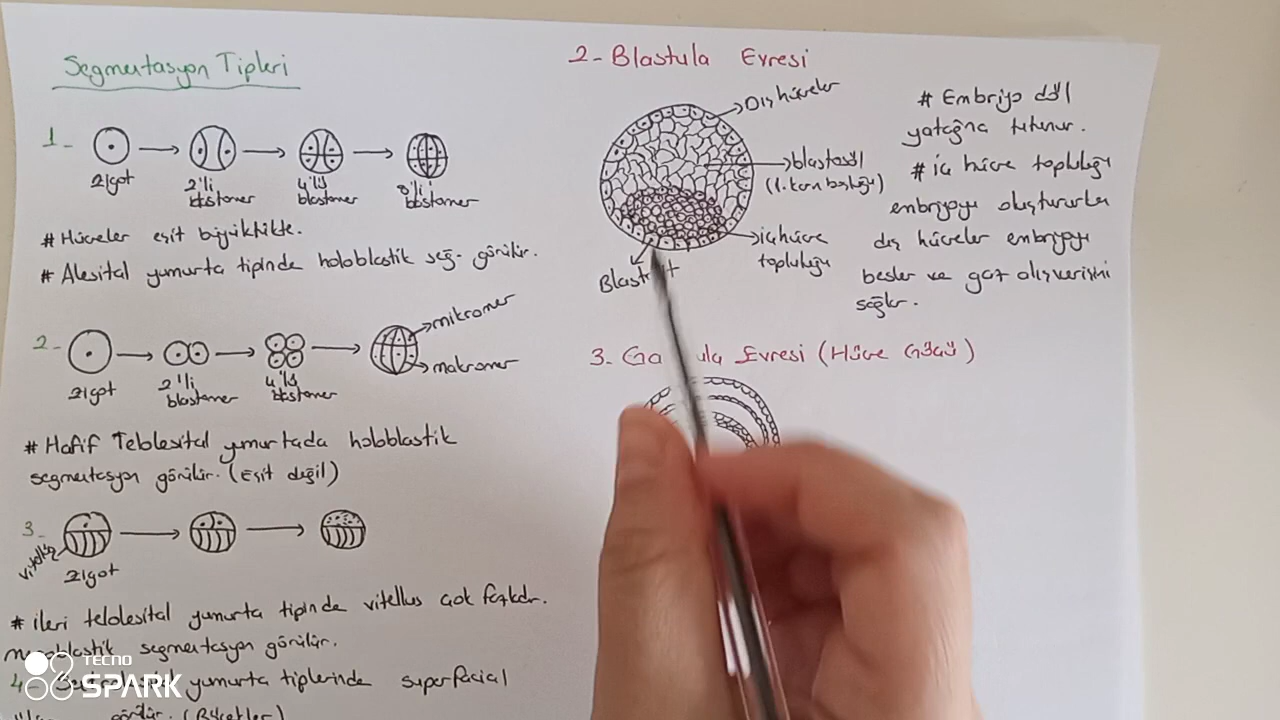 Segmentasyon Tipleri
1-
zigot
2'li
blastomer
4'lü
blastomer
8'li
blastomer
# Hücreler eşit büyüklükte.
# Alesital yumurta tipinde holoblastik seg. görülür.
2-
zigot
2'li
blastomer
4'lü
blastomer
mikromer
makromer
# Hafif Teblesital yumurtada holoblastik
segmentasyon görülür. (Eşit değil)
3-
vitellüs
zigot
# ileri telolesital yumurta tipinde vitellus çok fazladır.
segmentasyon görülür.
4-
yumurta tiplerinde superfacial
görülür. (Böcekler)
2- Blastula Evresi
Dış hücreler
blastosöl
(1. karın boşluğu)
iç hücre
topluluğu
# Embriyo döl
yatağına tutunur.
# iç hücre topluluğu
embriyoyu oluştururken
dış hücreler embriyoyu
besler ve gaz alışverişini
sağlar.
3. Evresi (Hücre Göçü)
TECNO
SPARK